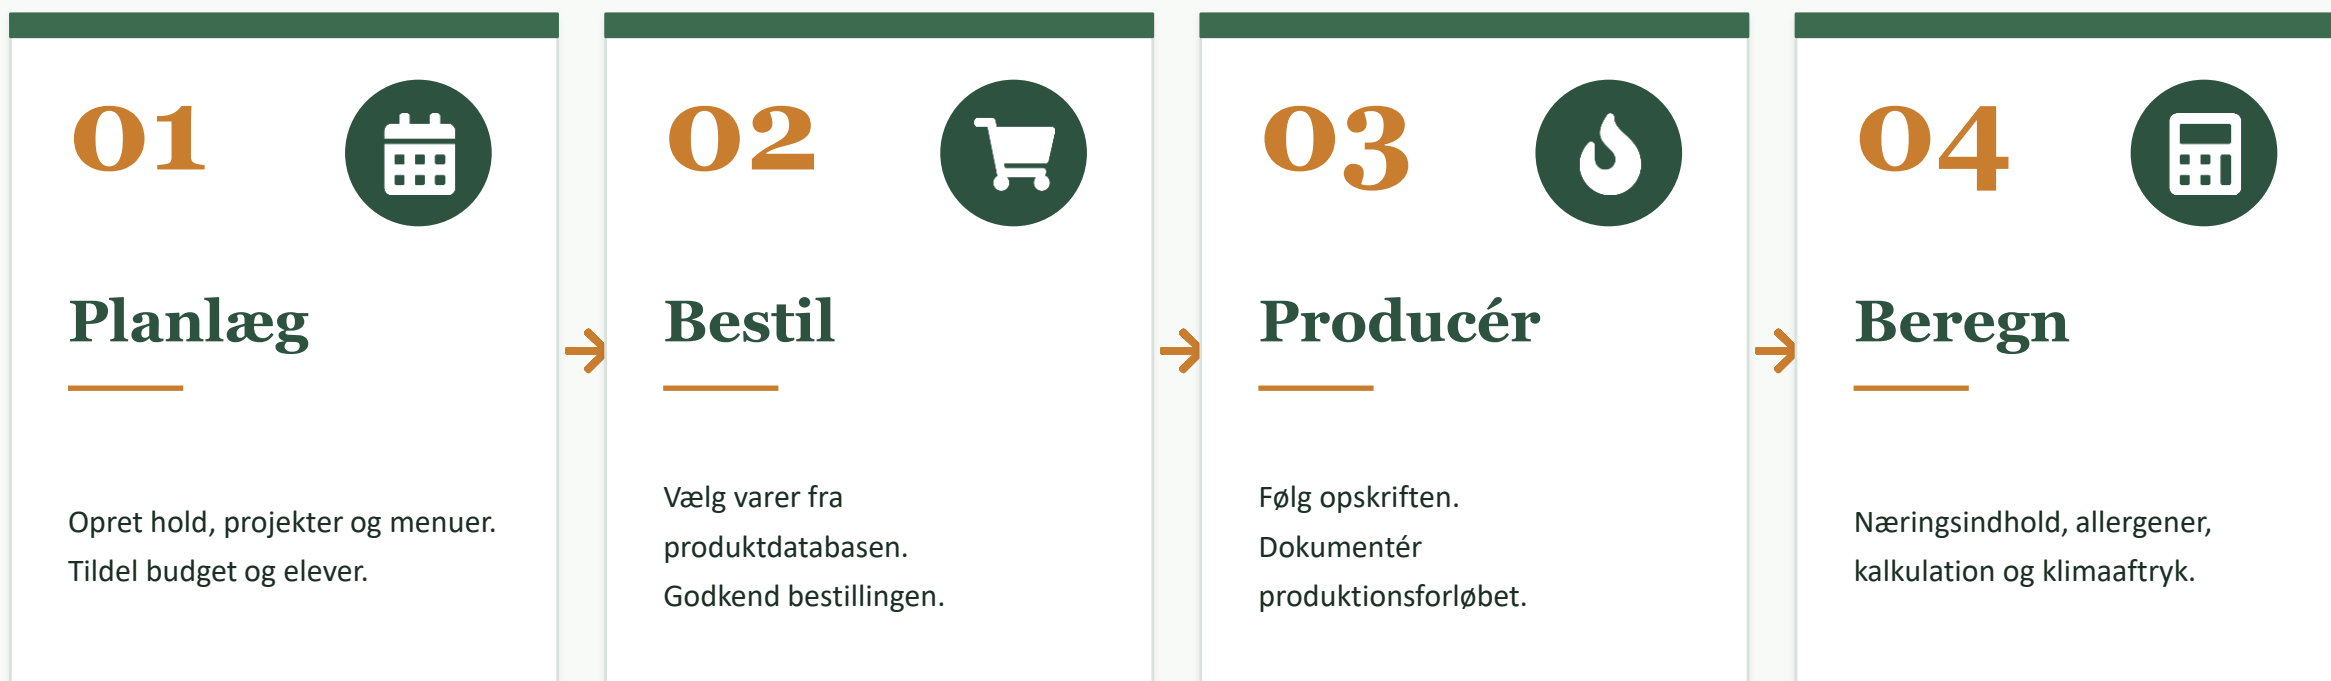 01
Planlæg
Opret hold, projekter og menuer.
Tildel budget og elever.
02
Bestil
Vælg varer fra
produktdatabasen.
Godkend bestillingen.
03
Producér
Følg opskriften.
Dokumentér
produktionsforløbet.
04
Beregn
Næringsindhold, allergener,
kalkulation og klimaaftryk.